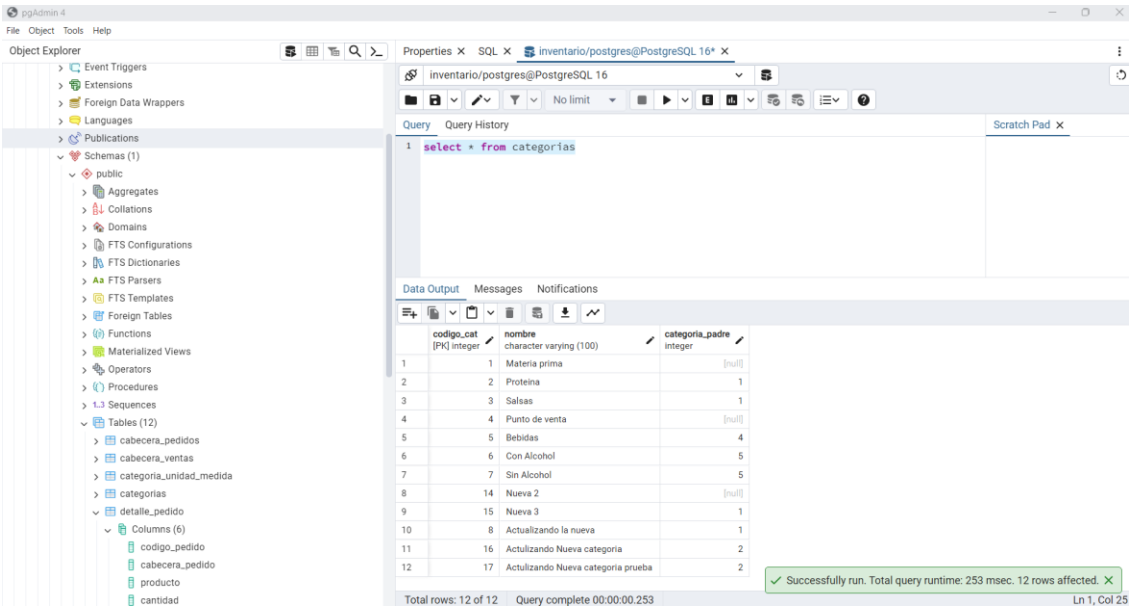 pgAdmin 4
File Object Tools Help
Object Explorer
Event Triggers
Extensions
Foreign Data Wrappers
Languages
Publications
Schemas (1)
public
Aggregates
Collations
Domains
FTS Configurations
FTS Dictionaries
Aa FTS Parsers
FTS Templates
Foreign Tables
Functions
Materialized Views
Operators
Procedures
1..3 Sequences
Tables (12)
cabecera_pedidos
cabecera_ventas
categoria_unidad_medida
categorias
detalle_pedido
Columns (6)
codigo_pedido
cabecera_pedido
producto
cantidad
Properties SQL inventario/postgres@PostgreSQL 16*
inventario/postgres@PostgreSQL 16
No limit
Query Query History
Scratch Pad
1 select * from categorias
Data Output Messages Notifications
codigo_cat nombre categoria_padre
[PK] integer character varying (100) integer
1 1 Materia prima [null]
2 2 Proteina 1
3 3 Salsas 1
4 4 Punto de venta [null]
5 5 Bebidas 4
6 6 Con Alcohol 5
7 7 Sin Alcohol 5
8 14 Nueva 2 [null]
9 15 Nueva 3 1
10 8 Actualizando la nueva 1
11 16 Actulizando Nueva categoria 2
12 17 Actulizando Nueva categoria prueba 2
Successfully run. Total query runtime: 253 msec. 12 rows affected.
Total rows: 12 of 12 Query complete 00:00:00.253 Ln 1, Col 25